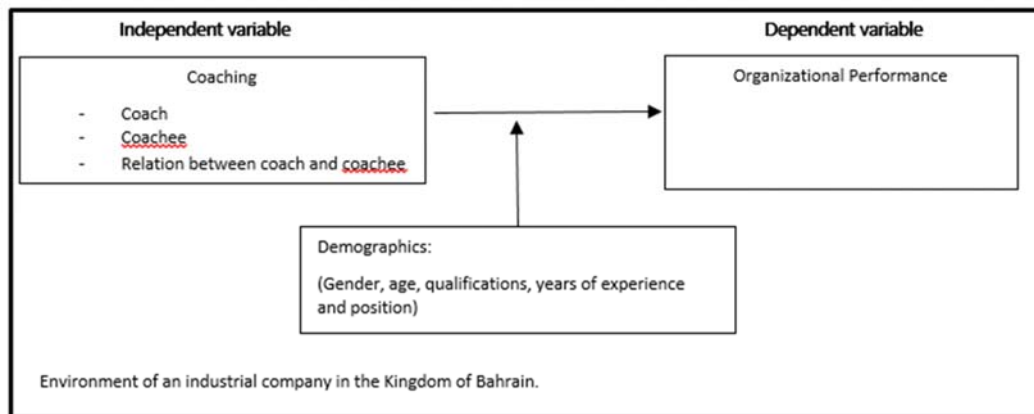 Independent variable
Dependent variable
Coaching
- Coach
- Coachee
- Relation between coach and coachee
Organizational Performance
Demographics:
(Gender, age, qualifications, years of experience
and position)
Environment of an industrial company in the Kingdom of Bahrain.